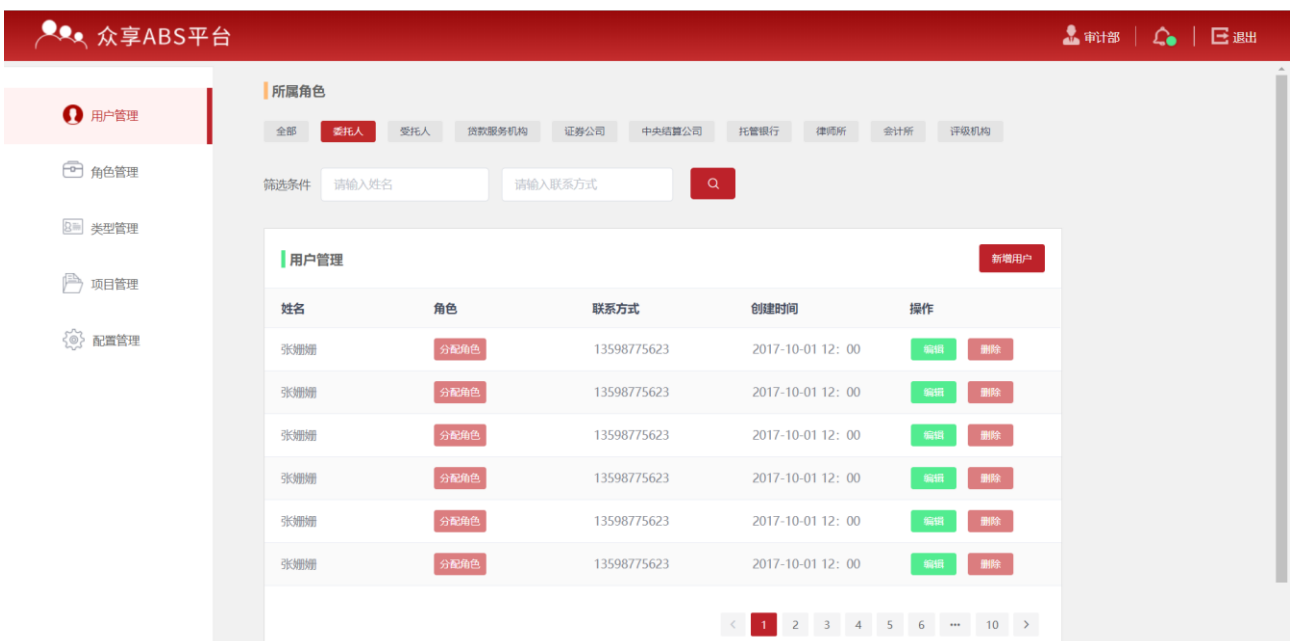 众享ABS平台 审计部 退出
用户管理
角色管理
类型管理
项目管理
配置管理
所属角色
全部 委托人 受托人 贷款服务机构 证券公司 中央结算公司 托管银行 律师所 会计所 评级机构
筛选条件 请输入姓名 请输入联系方式
用户管理 新增用户
姓名 角色 联系方式 创建时间 操作
张姗姗 分配角色 13598775623 2017-10-01 12：00 编辑 删除
张姗姗 分配角色 13598775623 2017-10-01 12：00 编辑 删除
张姗姗 分配角色 13598775623 2017-10-01 12：00 编辑 删除
张姗姗 分配角色 13598775623 2017-10-01 12：00 编辑 删除
张姗姗 分配角色 13598775623 2017-10-01 12：00 编辑 删除
张姗姗 分配角色 13598775623 2017-10-01 12：00 编辑 删除
< 1 2 3 4 5 6 ··· 10 >